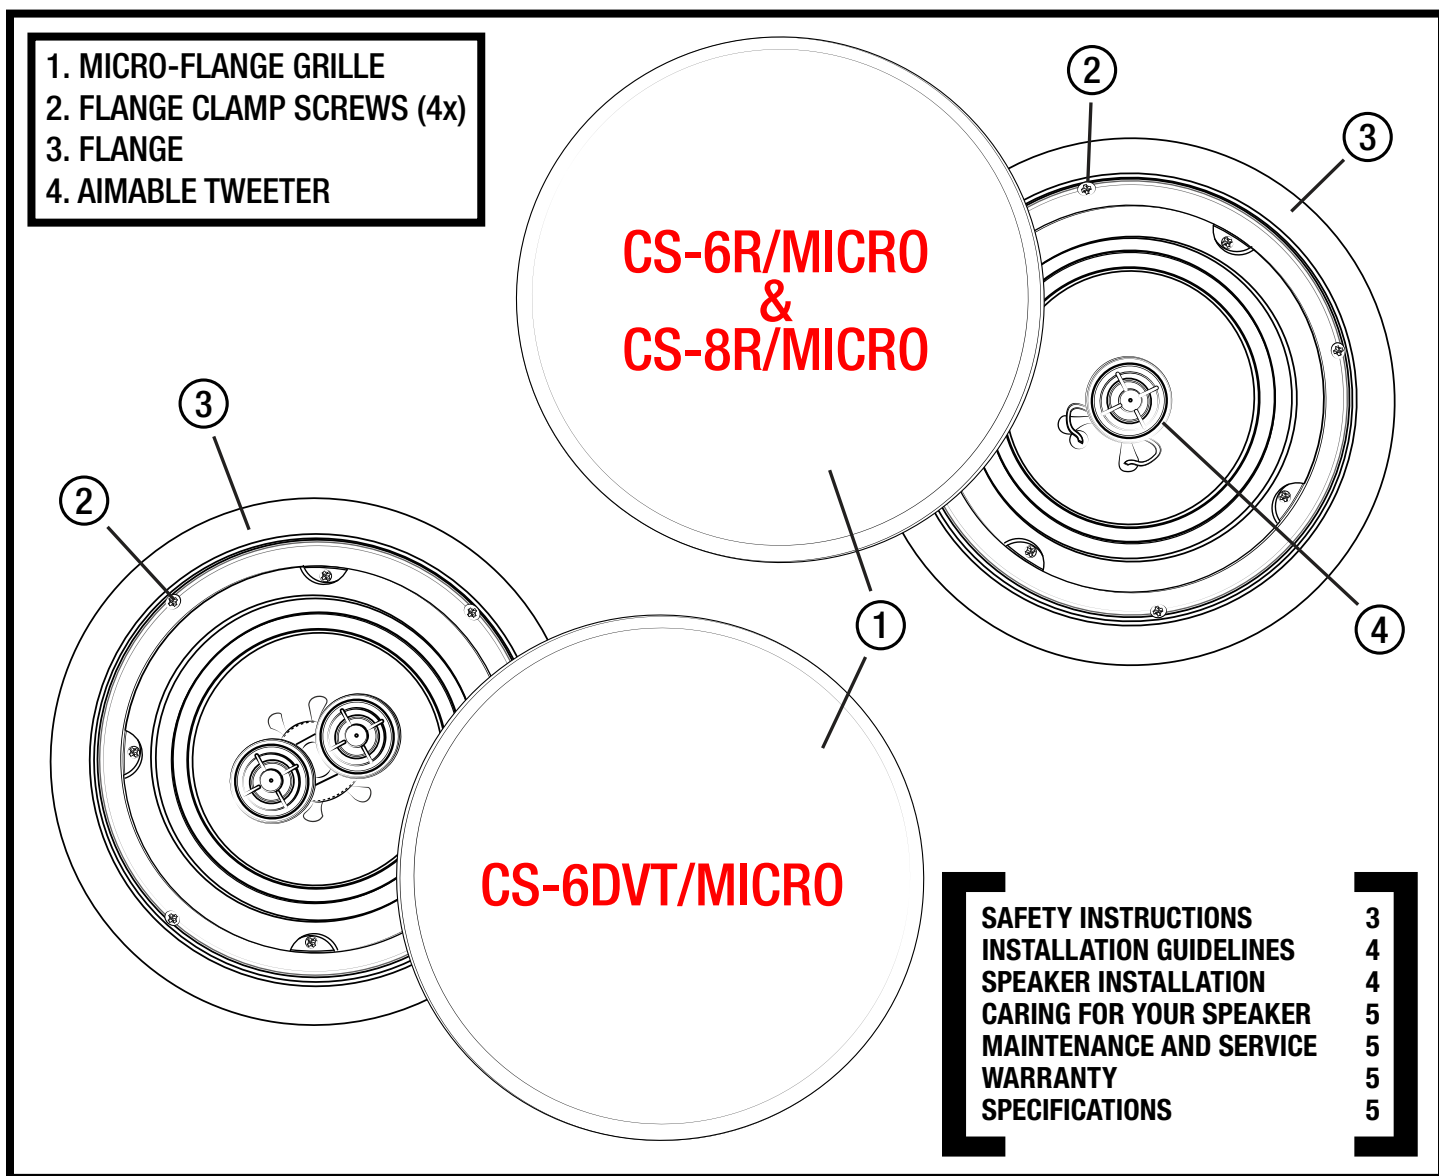 1. MICRO-FLANGE GRILLE
2. FLANGE CLAMP SCREWS (4x)
3. FLANGE
4. AIMABLE TWEETER
2
3
CS-6R/MICRO
&
CS-8R/MICRO
3
2
1
4
CS-6DVT/MICRO
SAFETY INSTRUCTIONS 3
INSTALLATION GUIDELINES 4
SPEAKER INSTALLATION 4
CARING FOR YOUR SPEAKER 5
MAINTENANCE AND SERVICE 5
WARRANTY 5
SPECIFICATIONS 5